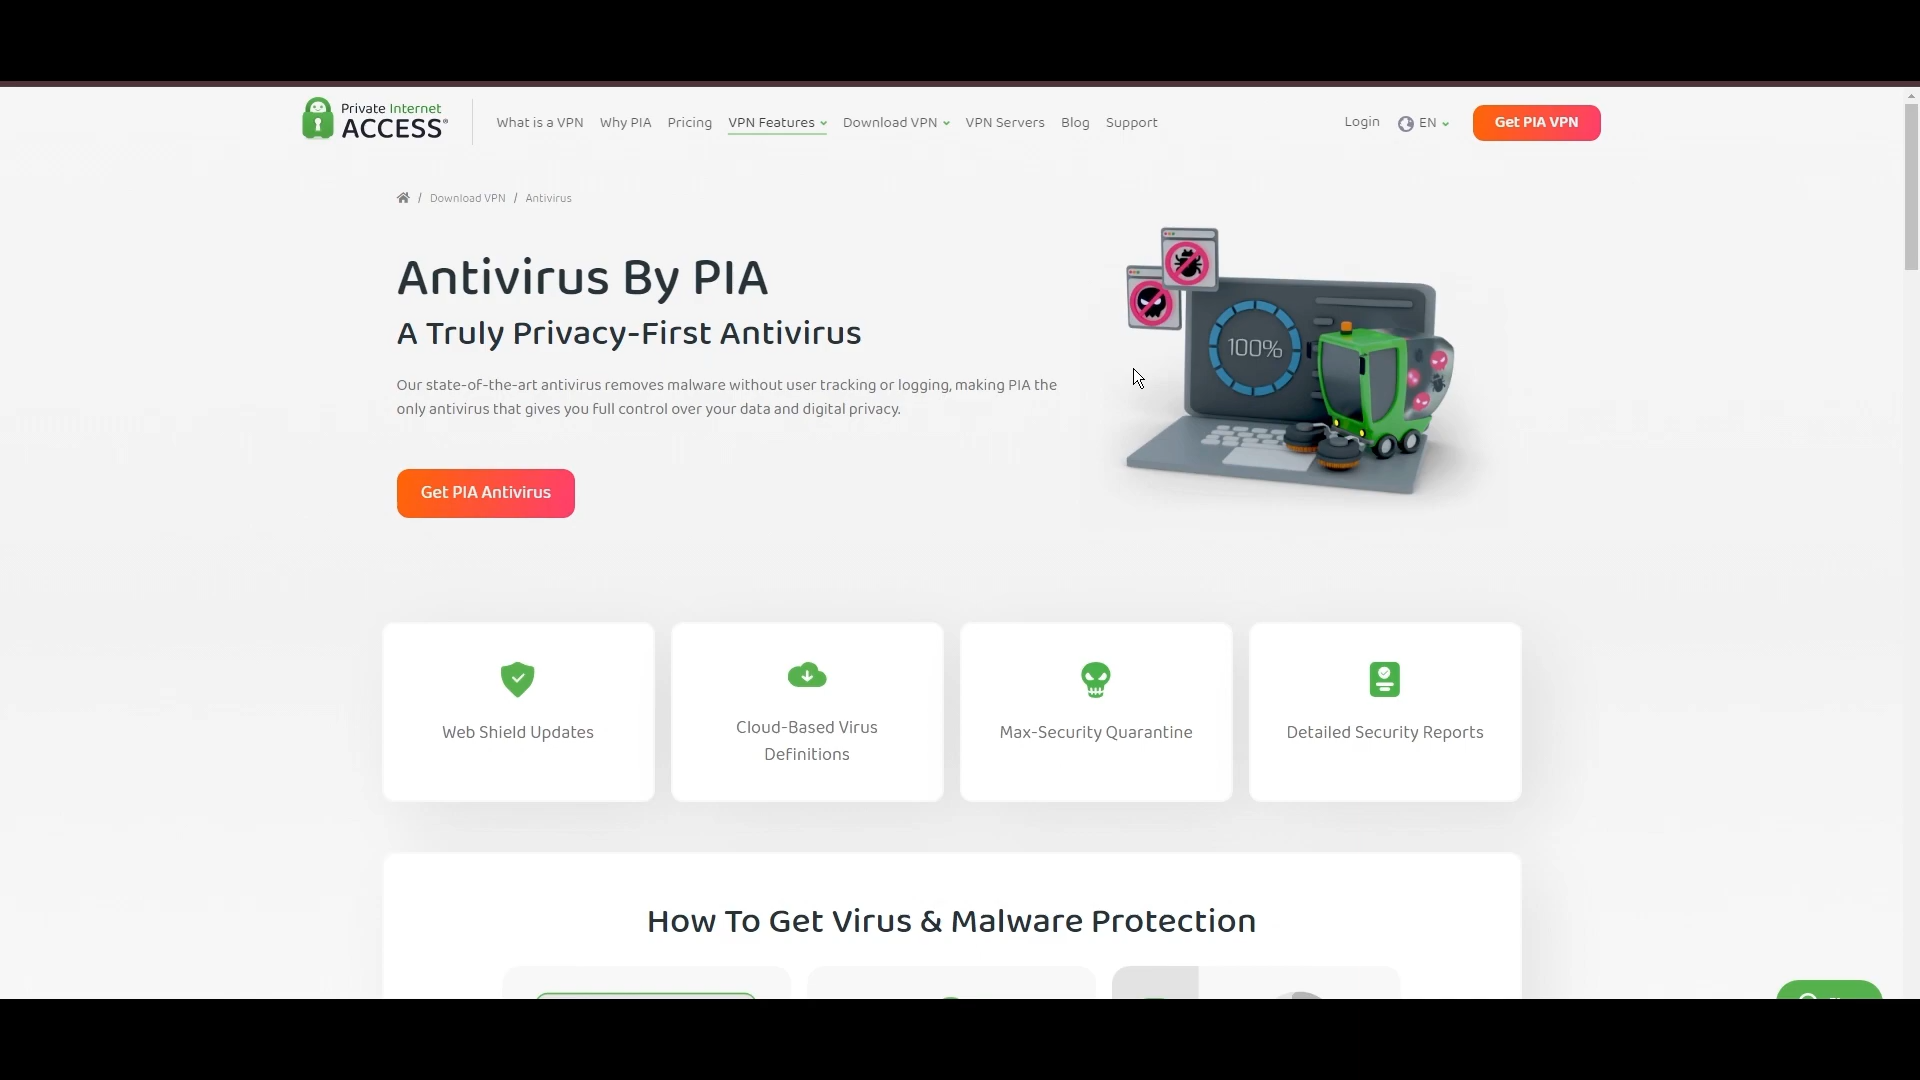 Private Internet
ACCESS®
What is a VPN
Why PIA
Pricing
VPN Features
Download VPN
VPN Servers
Blog
Support
Login
EN
Get PIA VPN
/ Download VPN / Antivirus
Antivirus By PIA
A Truly Privacy-First Antivirus
Our state-of-the-art antivirus removes malware without user tracking or logging, making PIA the
only antivirus that gives you full control over your data and digital privacy.
Get PIA Antivirus
100%
Web Shield Updates
Cloud-Based Virus
Definitions
Max-Security Quarantine
Detailed Security Reports
How To Get Virus & Malware Protection